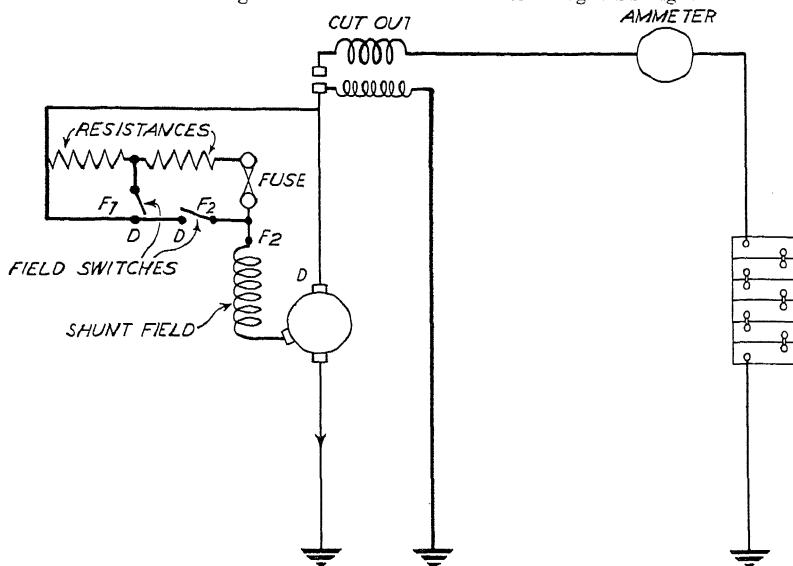 CUT OUT
AMMETER
RESISTANCES
FUSE
F1
F2
D
D
F2
FIELD SWITCHES
D
SHUNT FIELD